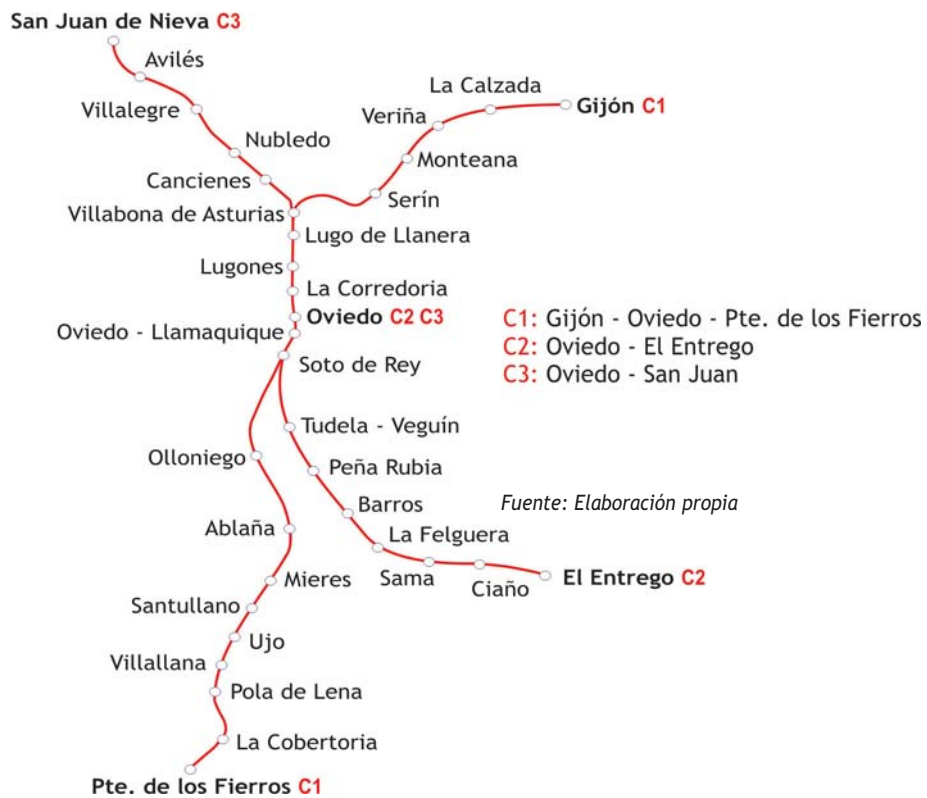 San Juan de Nieva C3
Avilés
La Calzada
Villalegre
Veriña
Gijón C1
Nubledo
Monteana
Cancienes
Serín
Villabona de Asturias
Lugo de Llanera
Lugones
La Corredoria
Oviedo C2 C3
Oviedo - Llamaquique
C1: Gijón - Oviedo - Pte. de los Fierros
C2: Oviedo - El Entrego
C3: Oviedo - San Juan
Soto de Rey
Tudela - Veguín
Olloniego
Peña Rubia
Barros
Fuente: Elaboración propia
Ablaña
La Felguera
Mieres
Sama
Ciaño
El Entrego C2
Santullano
Ujo
Villallana
Pola de Lena
La Cobertoria
Pte. de los Fierros C1